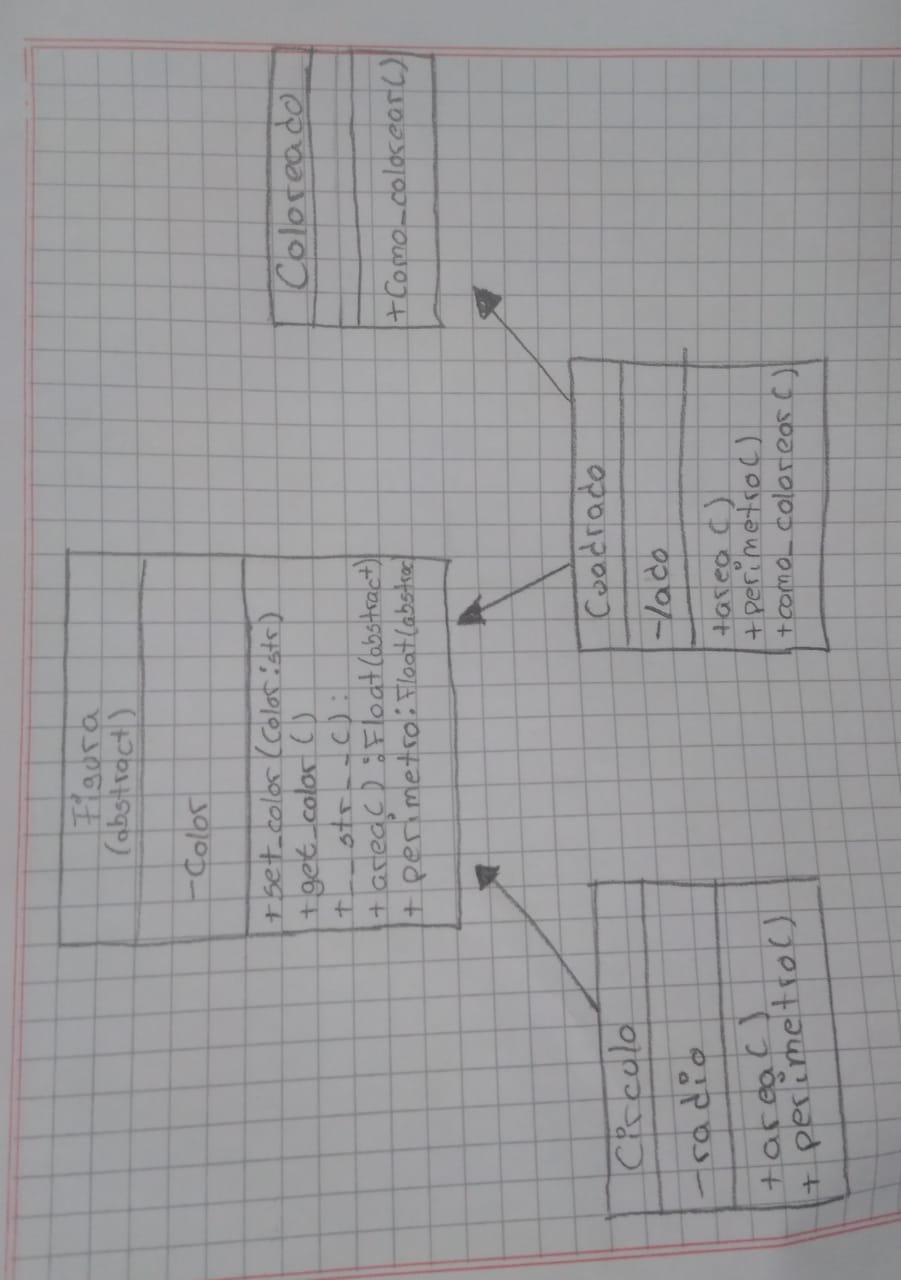 Figura
(abstract)
-Color
+set_color(color:str)
+get_color()
+__str__():
+area():Float(abstract)
+perimetro:Float(abstrac
Coloreado
+Como_colorear()
Círculo
-radio
+area()
+perimetro()
Cuadrado
-lado
+area()
+perimetro()
+como_colorear()